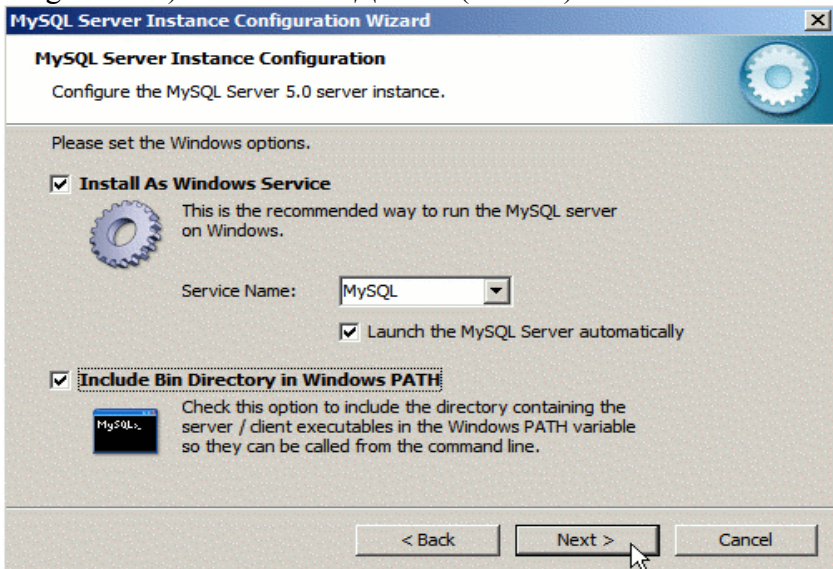 MySQL Server Instance Configuration Wizard
MySQL Server Instance Configuration
Configure the MySQL Server 5.0 server instance.
Please set the Windows options.
Install As Windows Service
This is the recommended way to run the MySQL server
on Windows.
Service Name: MySQL
Launch the MySQL Server automatically
Include Bin Directory in Windows PATH
Check this option to include the directory containing the
server / client executables in the Windows PATH variable
so they can be called from the command line.
MySQL>_
< Back Next > Cancel